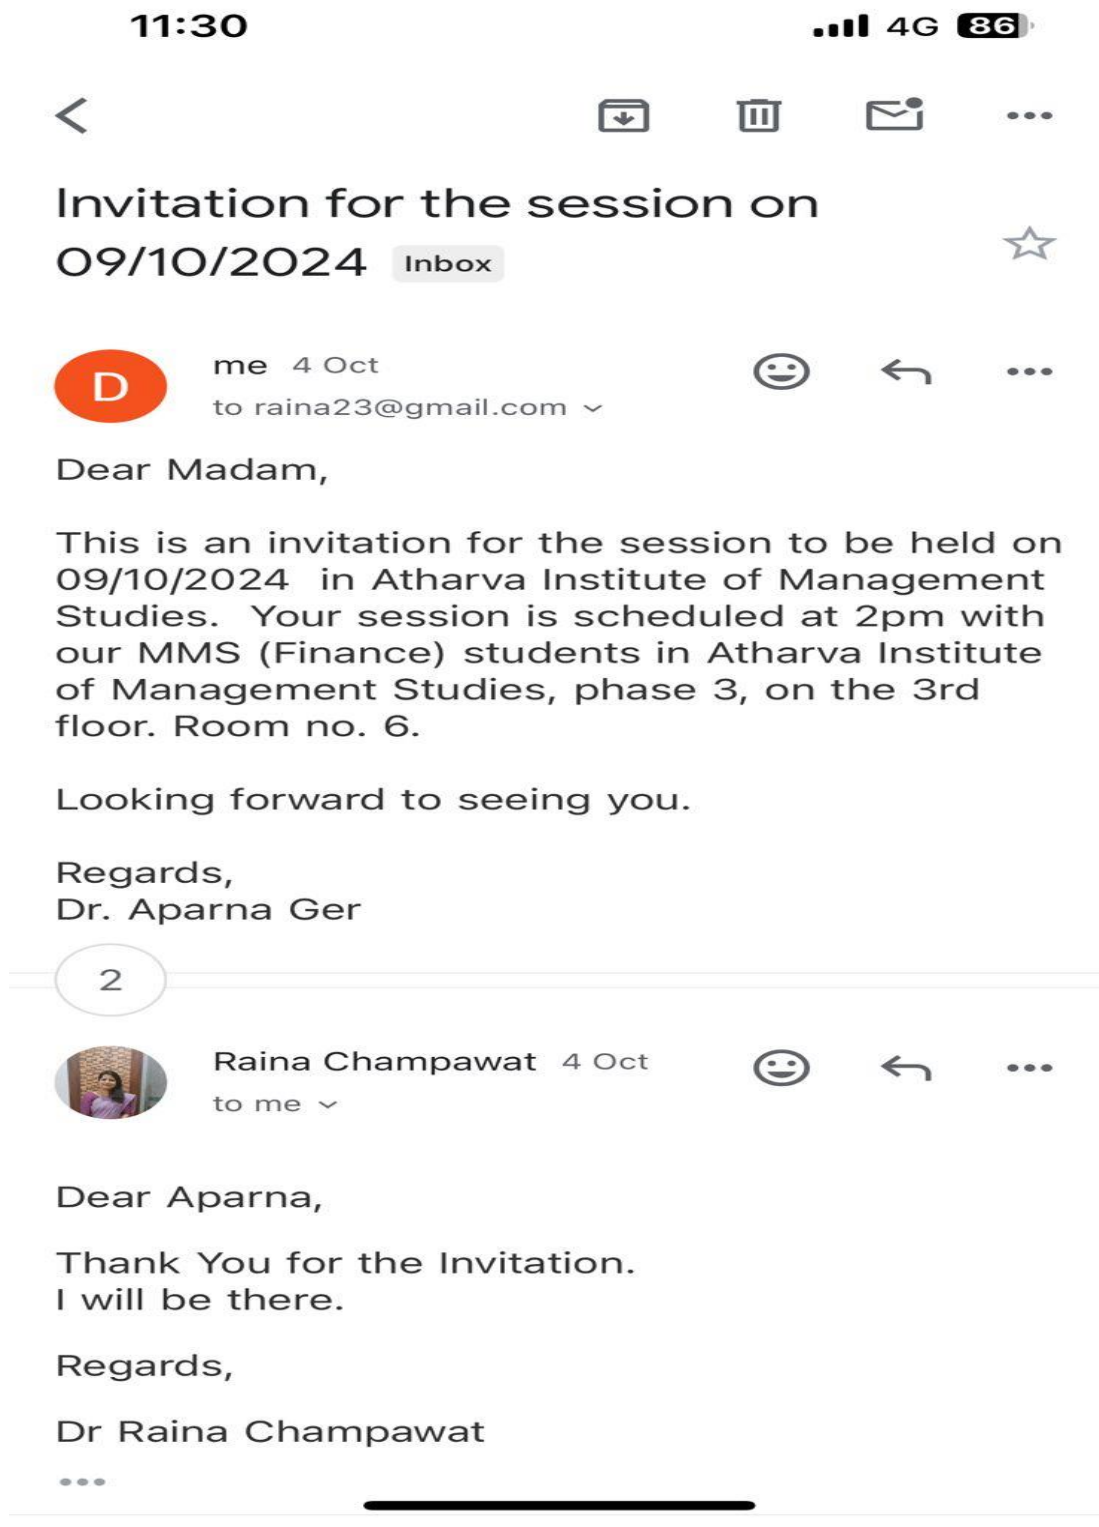 11:30 4G 86
Invitation for the session on
09/10/2024 Inbox
D me 4 Oct
to raina23@gmail.com
Dear Madam,
This is an invitation for the session to be held on
09/10/2024 in Atharva Institute of Management
Studies. Your session is scheduled at 2pm with
our MMS (Finance) students in Atharva Institute
of Management Studies, phase 3, on the 3rd
floor. Room no. 6.
Looking forward to seeing you.
Regards,
Dr. Aparna Ger
2
Raina Champawat 4 Oct
to me
Dear Aparna,
Thank You for the Invitation.
I will be there.
Regards,
Dr Raina Champawat